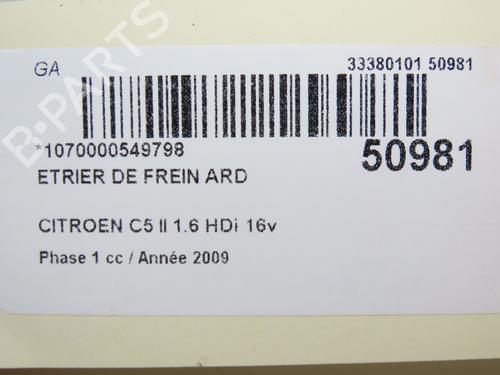 GA 33380101 50981
*1070000549798
50981
ETRIER DE FREIN ARD
CITROEN C5 II 1.6 HDi 16v
Phase 1 cc / Année 2009
B-PARTS